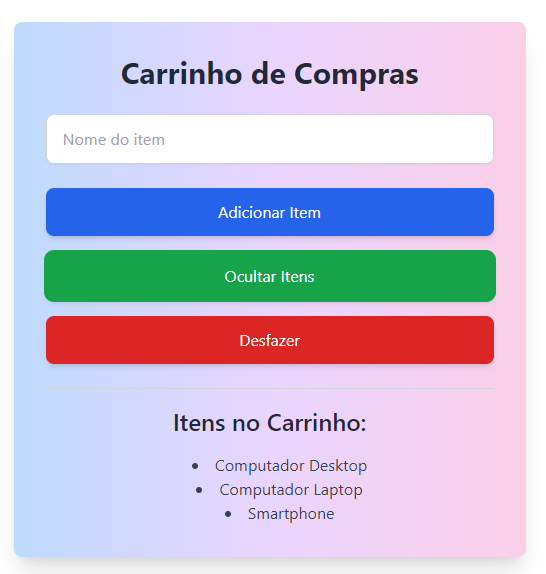 Carrinho de Compras
Nome do item
Adicionar Item
Ocultar Itens
Desfazer
Itens no Carrinho:
• Computador Desktop
• Computador Laptop
• Smartphone